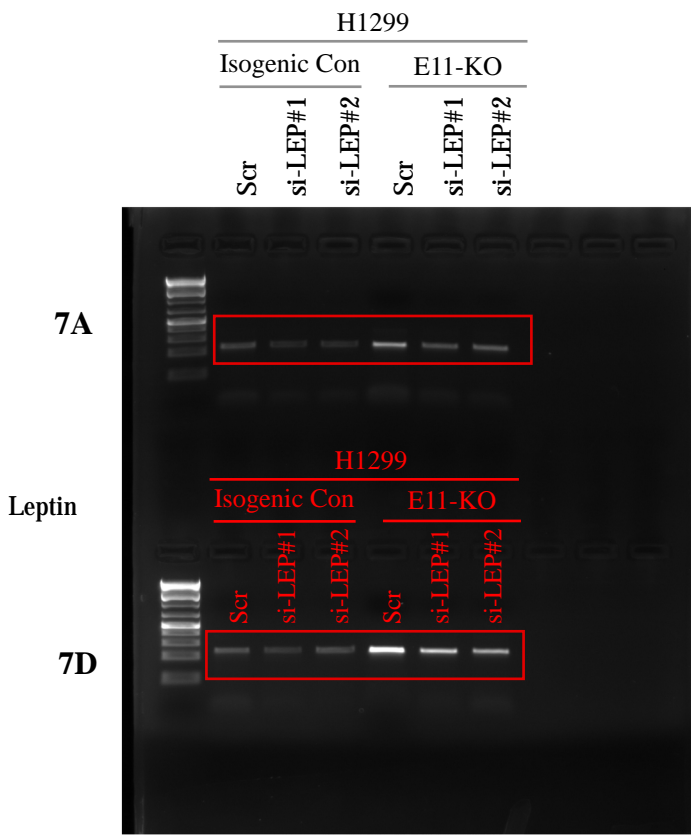 H1299
Isogenic Con E11-KO
Scr si-LEP#1 si-LEP#2 Scr si-LEP#1 si-LEP#2
7A
H1299
Leptin
Isogenic Con E11-KO
Scr si-LEP#1 si-LEP#2 Scr si-LEP#1 si-LEP#2
7D